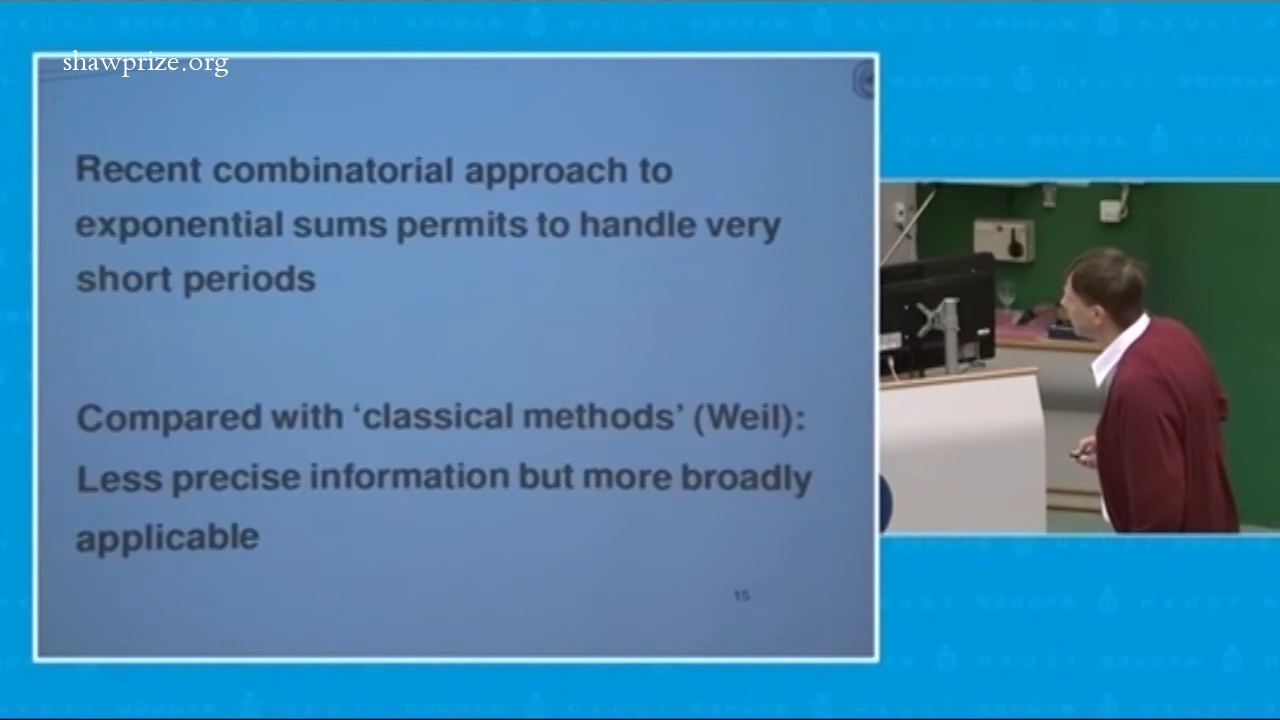 shawprize.org
Recent combinatorial approach to
exponential sums permits to handle very
short periods
Compared with ‘classical methods’ (Weil):
Less precise information but more broadly
applicable
15